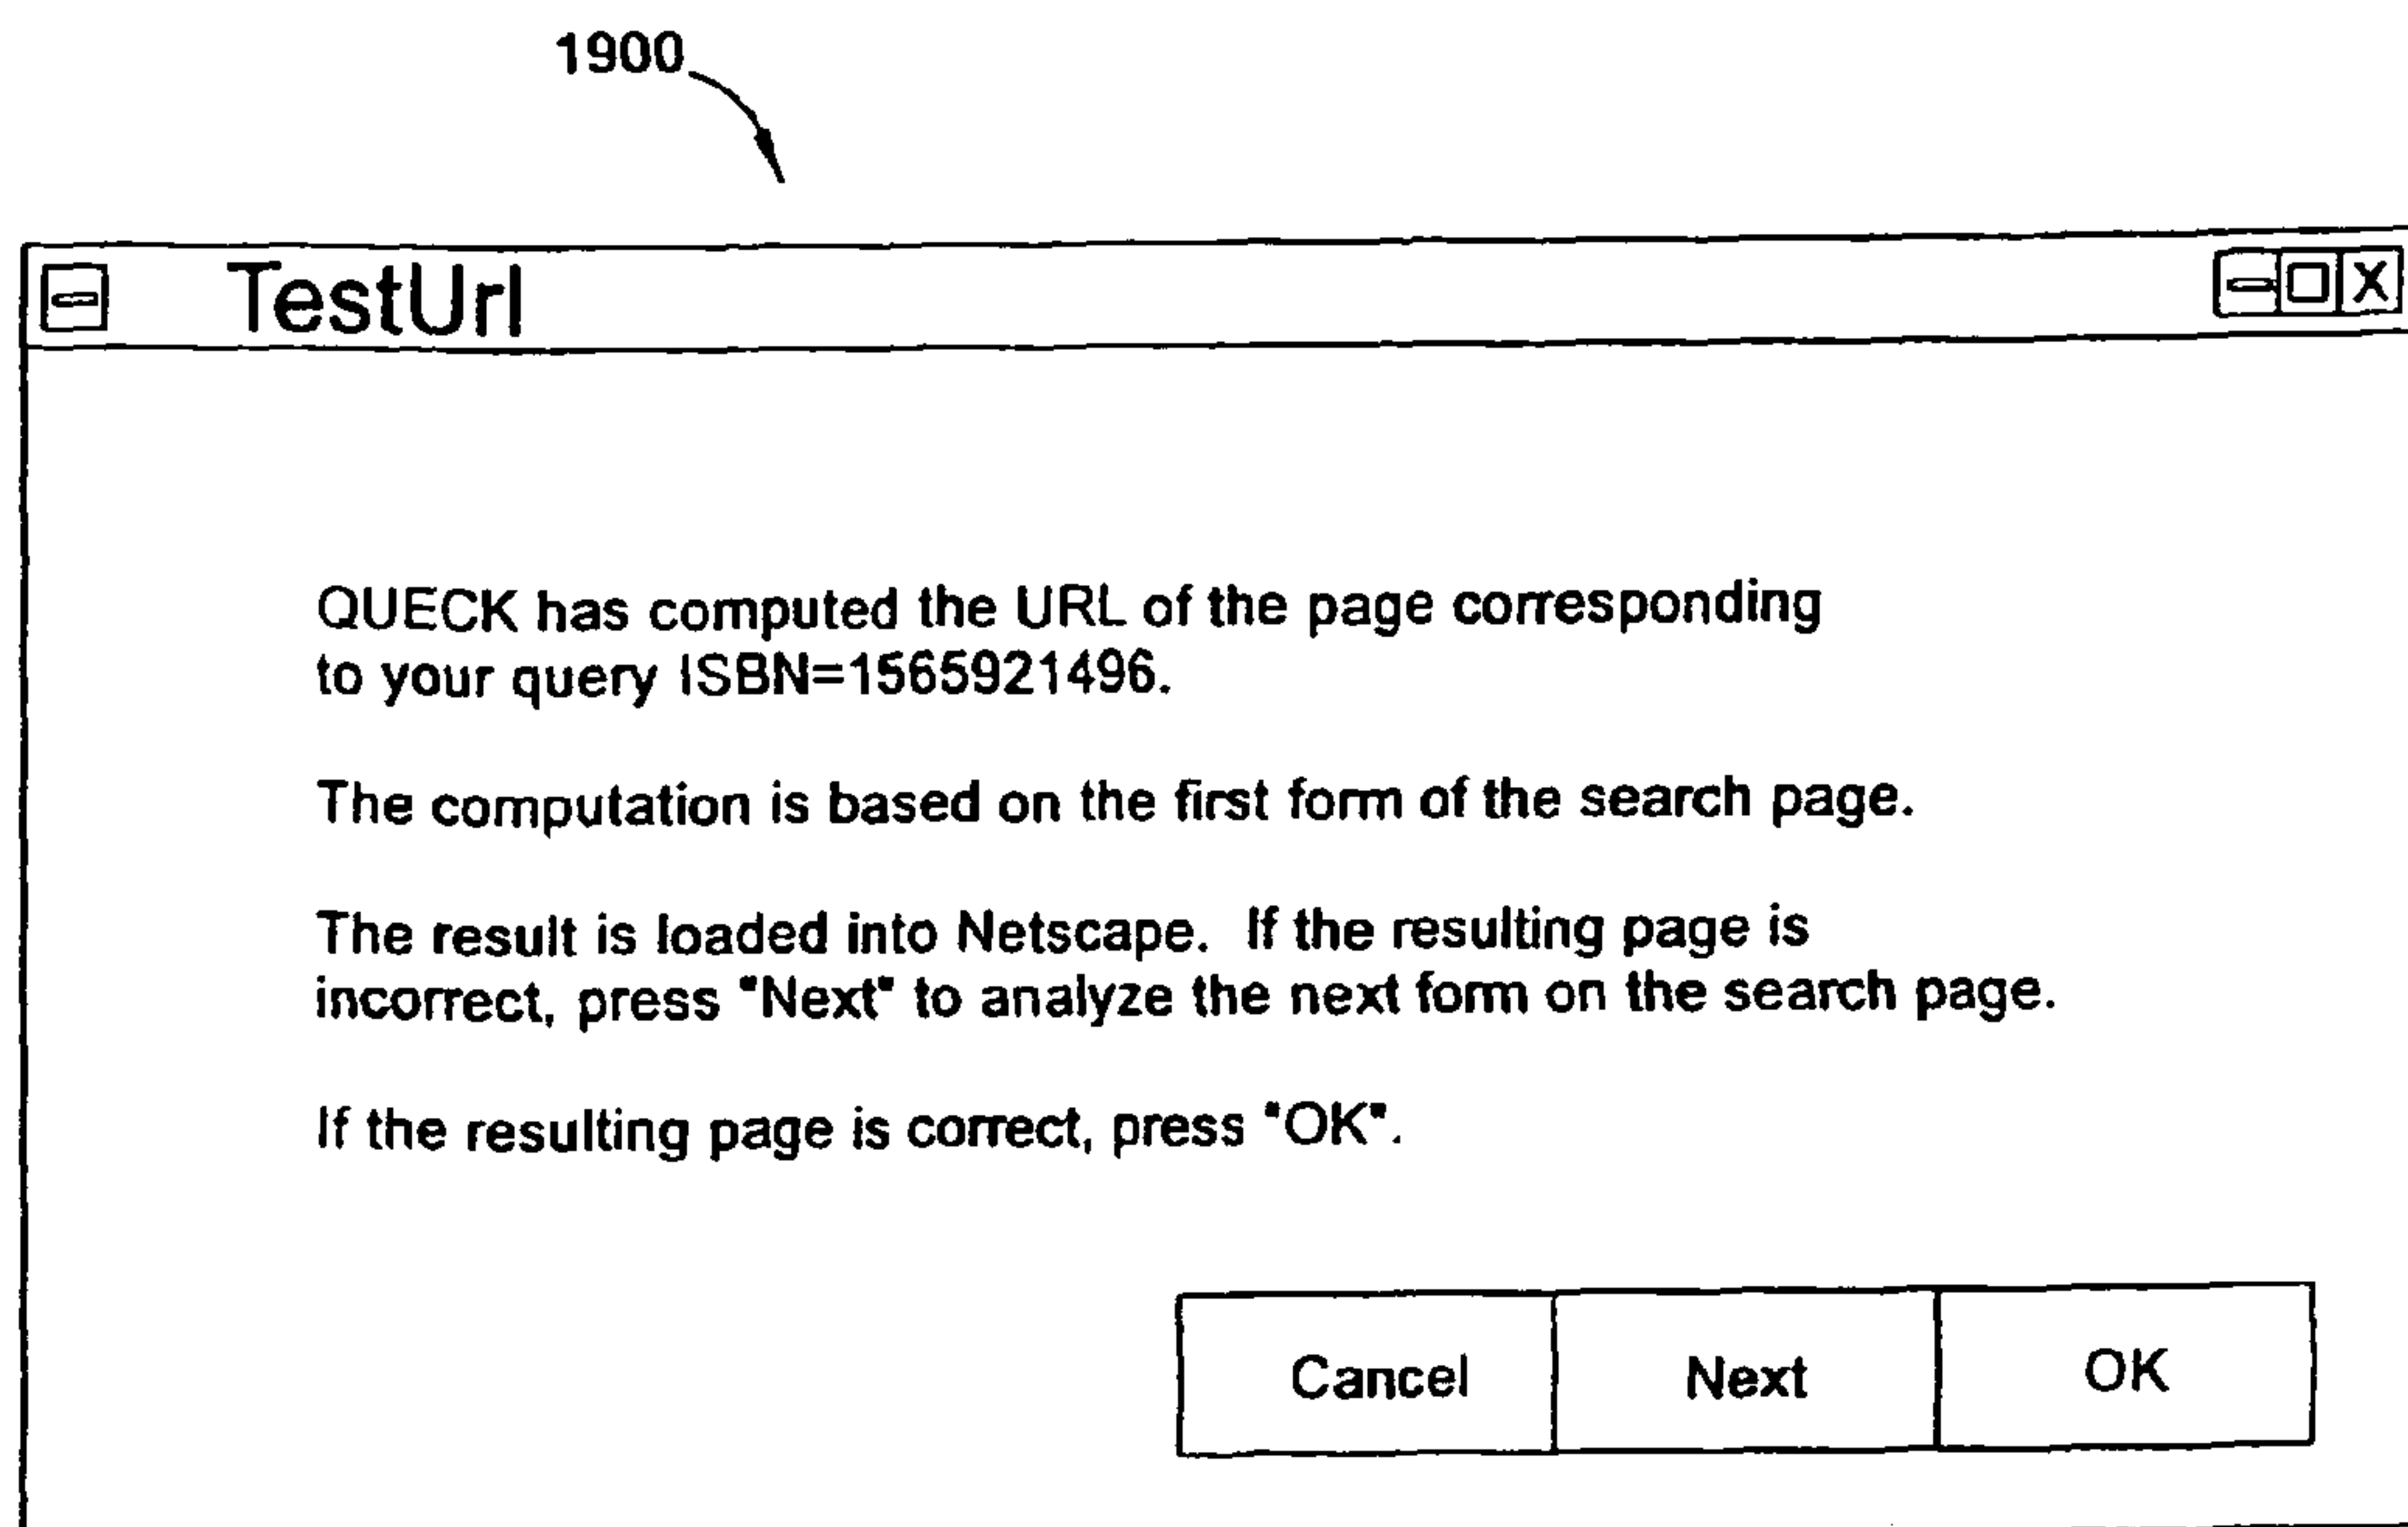 1900
TestUrl
QUECK has computed the URL of the page corresponding
to your query ISBN=1565921496.
The computation is based on the first form of the search page.
The result is loaded into Netscape. If the resulting page is
incorrect, press "Next" to analyze the next form on the search page.
If the resulting page is correct, press "OK".
Cancel Next OK